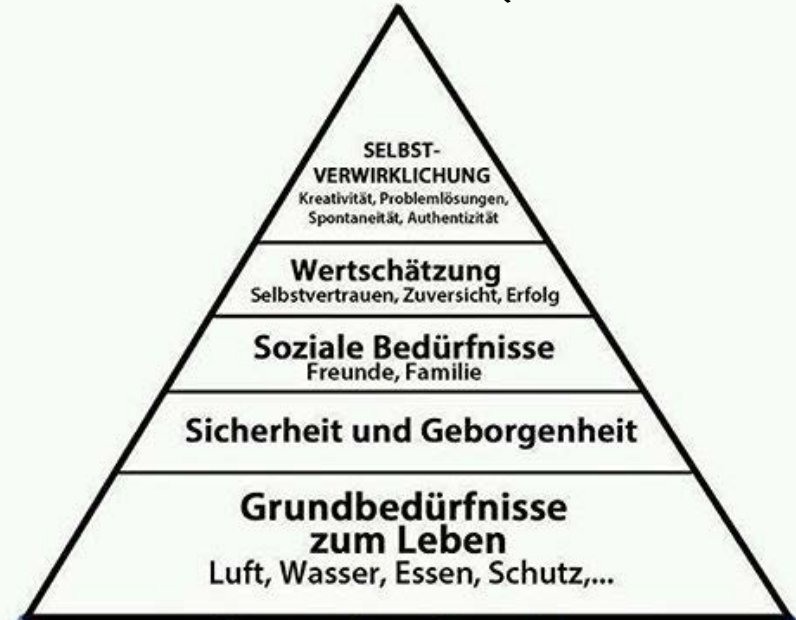 SELBST-
VERWIRKLICHUNG
Kreativität, Problemlösungen,
Spontaneität, Authentizität
Wertschätzung
Selbstvertrauen, Zuversicht, Erfolg
Soziale Bedürfnisse
Freunde, Familie
Sicherheit und Geborgenheit
Grundbedürfnisse
zum Leben
Luft, Wasser, Essen, Schutz,...